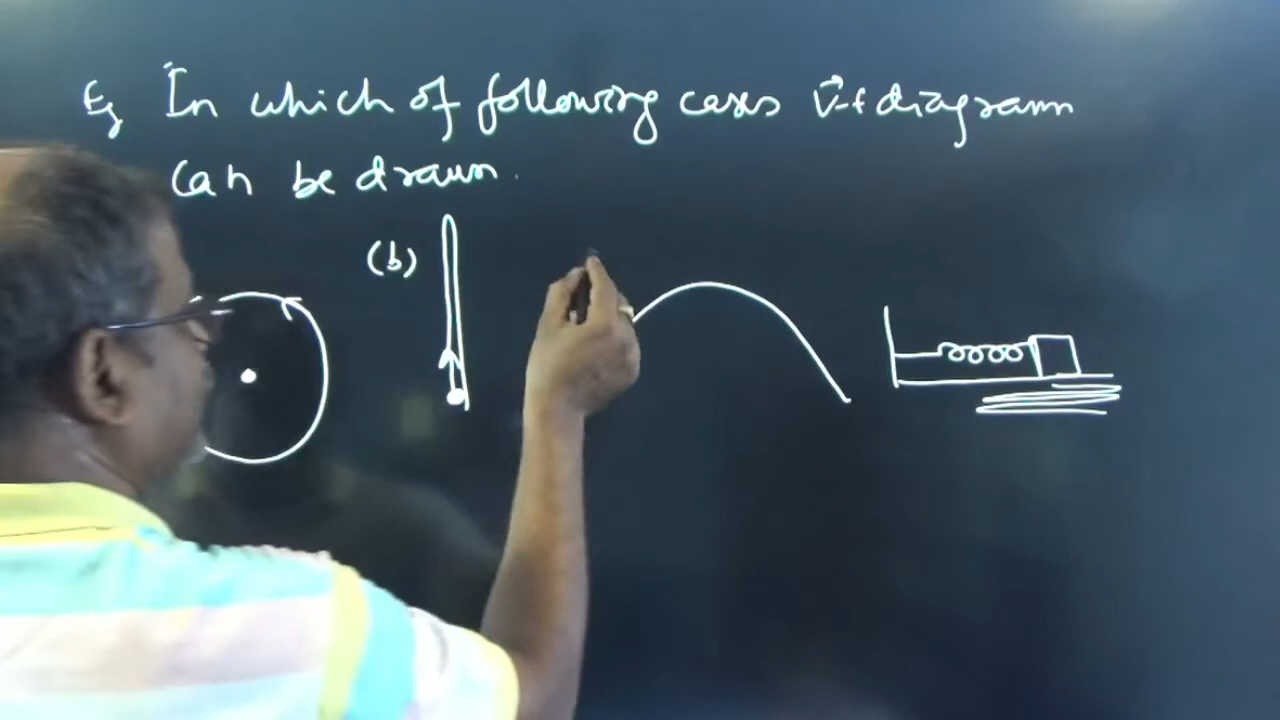 Eg In which of following cases v⃗-t diagram
Can be drawn.
(b)